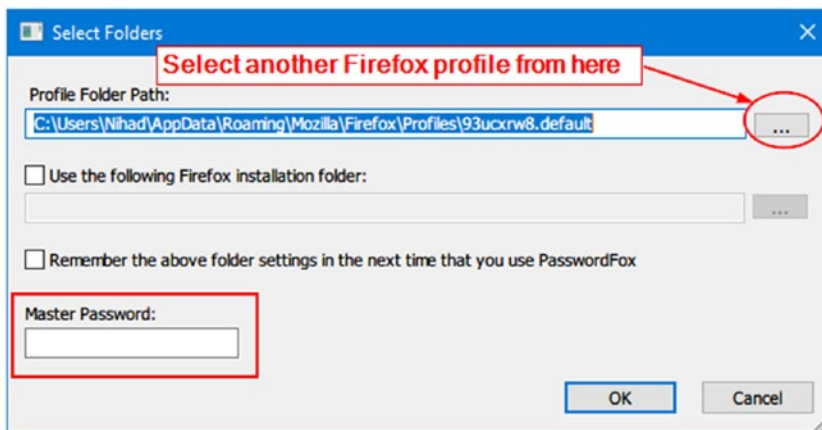 Select Folders
Select another Firefox profile from here
Profile Folder Path:
C:\Users\Nihad\AppData\Roaming\Mozilla\Firefox\Profiles\93ucxrw8.default
...
Use the following Firefox installation folder:
...
Remember the above folder settings in the next time that you use PasswordFox
Master Password:
OK
Cancel